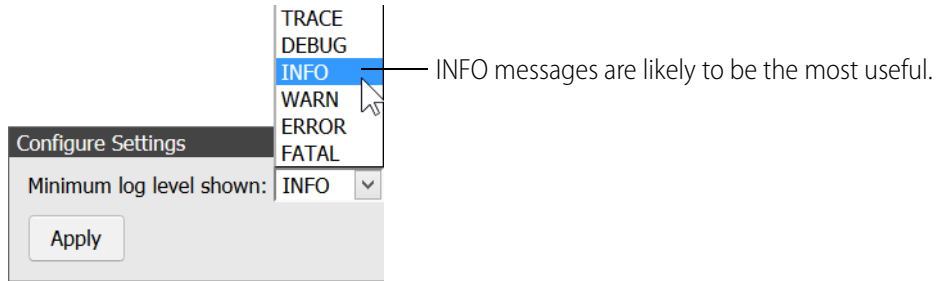 TRACE
DEBUG
INFO
INFO messages are likely to be the most useful.
WARN
ERROR
FATAL
Configure Settings
Minimum log level shown: INFO
Apply